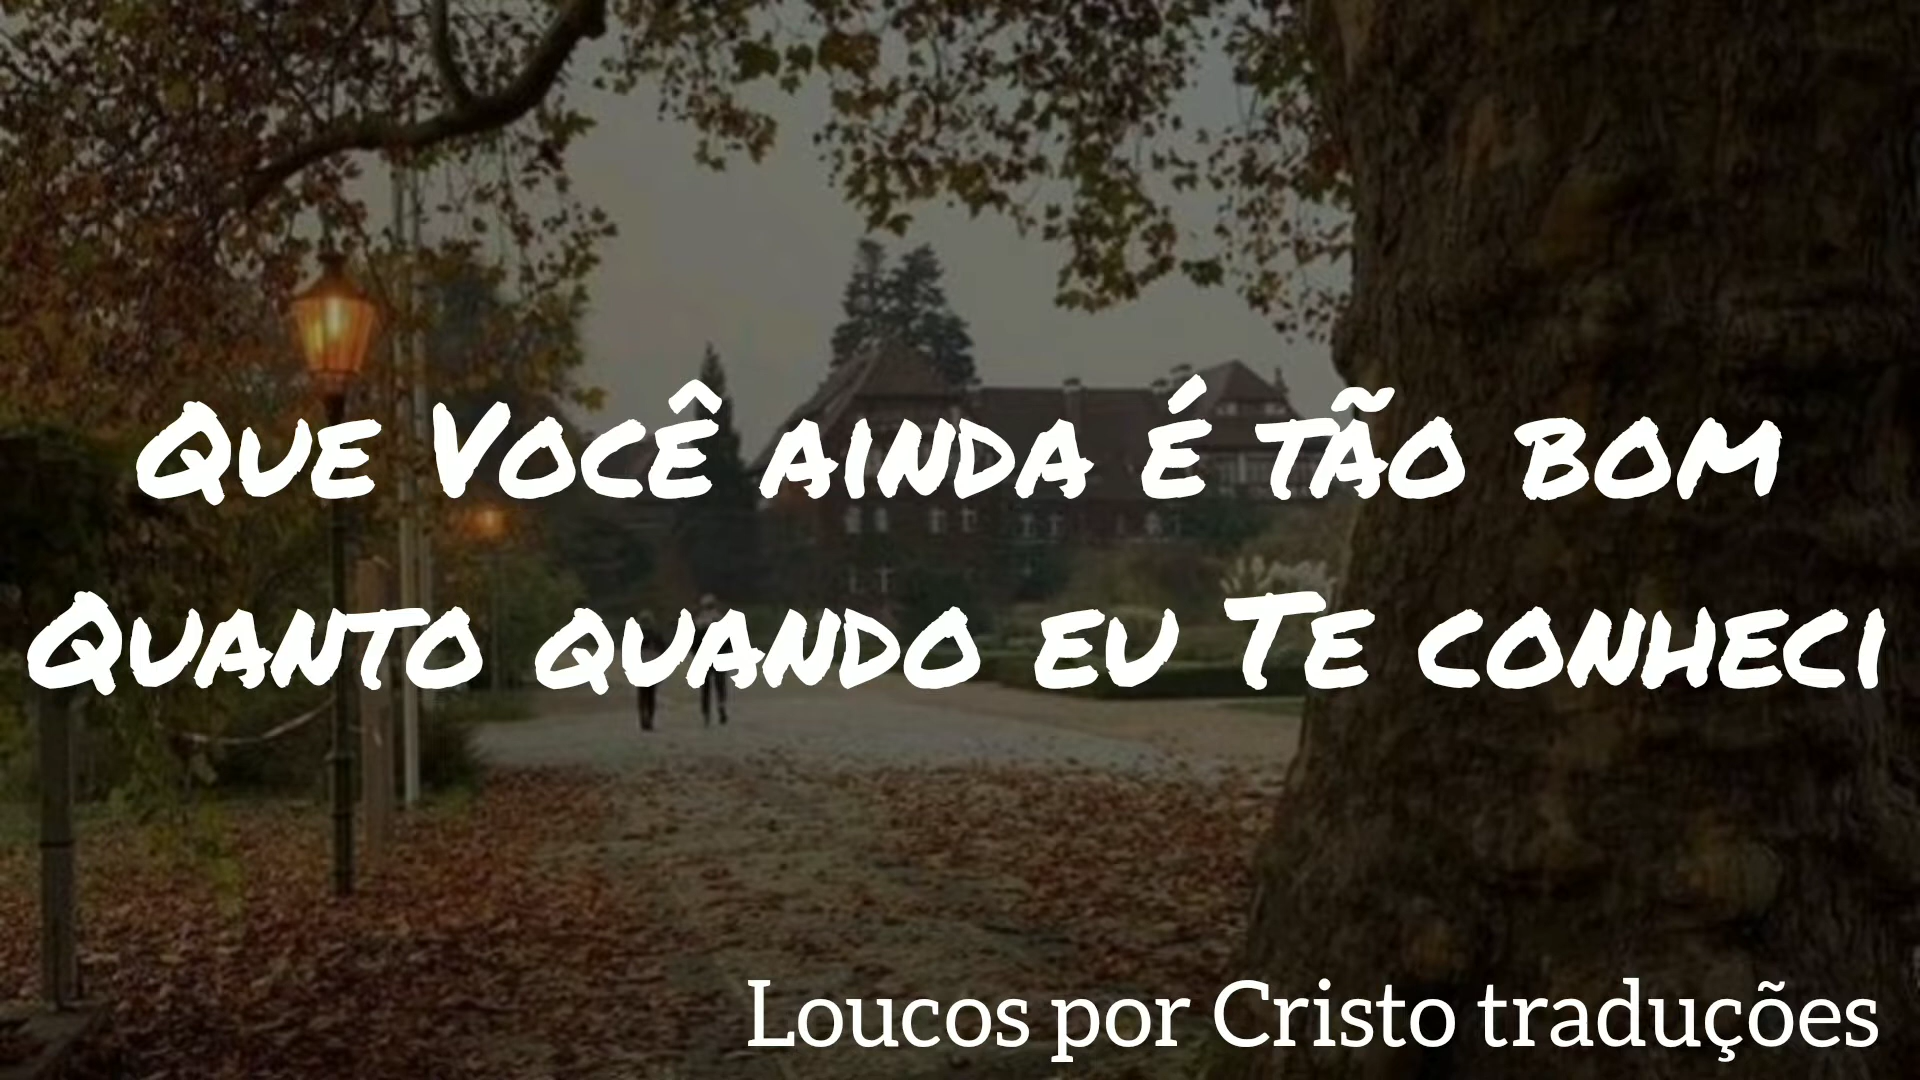 Que Você ainda é tão bom
Quanto quando eu Te conheci
Loucos por Cristo traduções